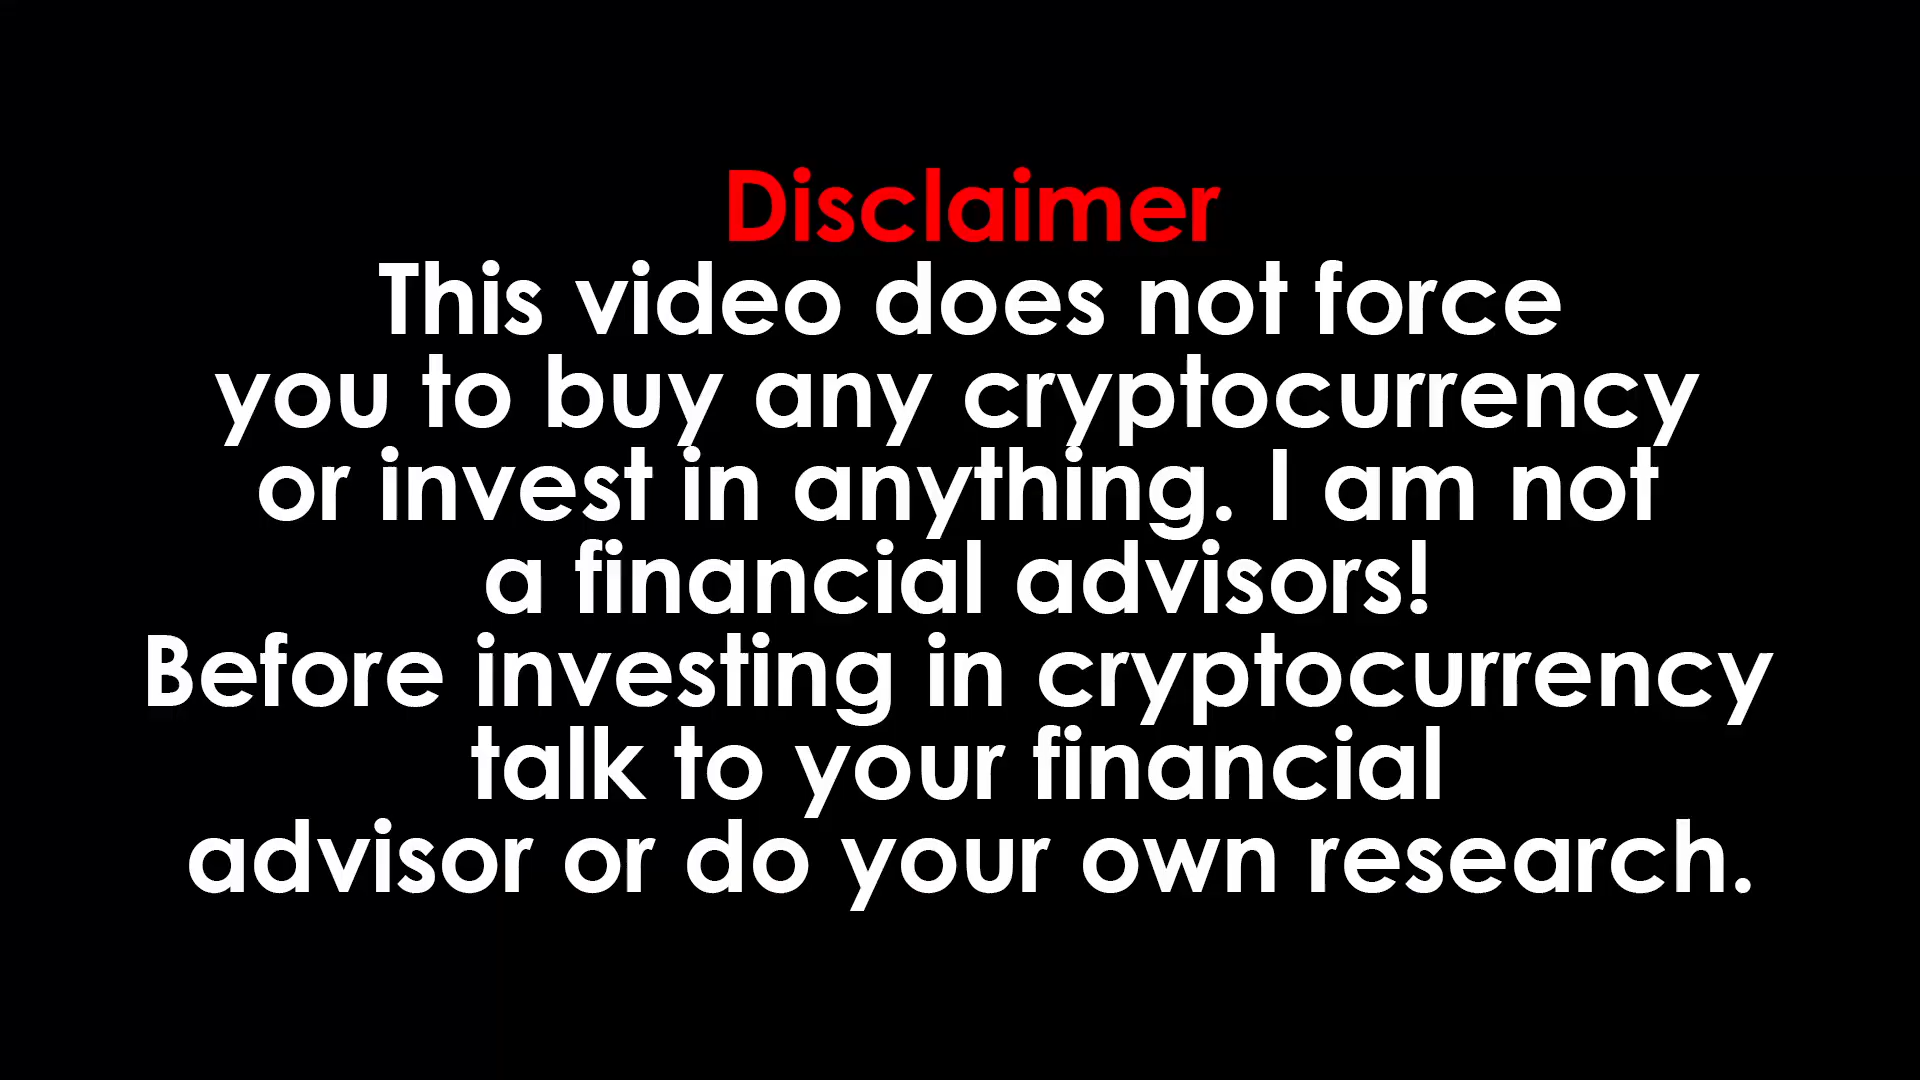 Disclaimer
This video does not force
you to buy any cryptocurrency
or invest in anything. I am not
a financial advisors!
Before investing in cryptocurrency
talk to your financial
advisor or do your own research.